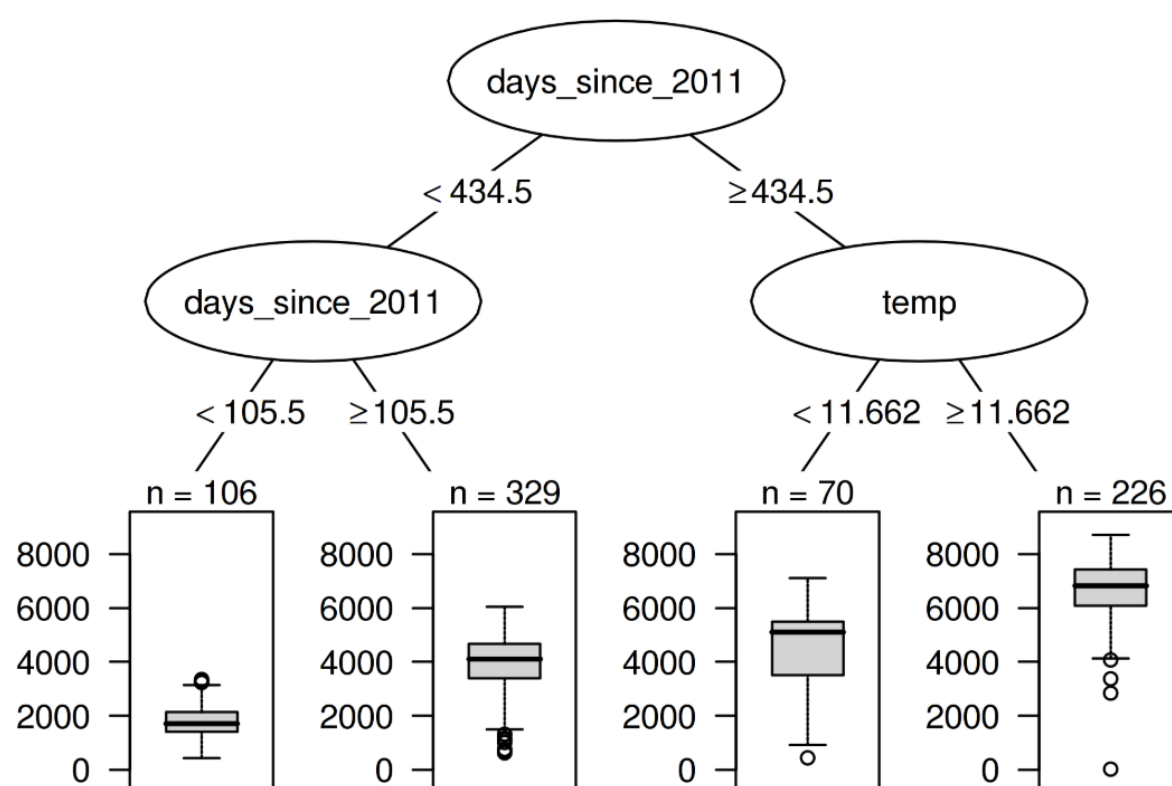 days_since_2011
< 434.5 ≥434.5
days_since_2011 temp
< 105.5 ≥105.5 < 11.662 ≥11.662
n = 106 n = 329 n = 70 n = 226
8000 8000 8000 8000
6000 6000 6000 6000
4000 4000 4000 4000
2000 2000 2000 2000
0 0 0 0